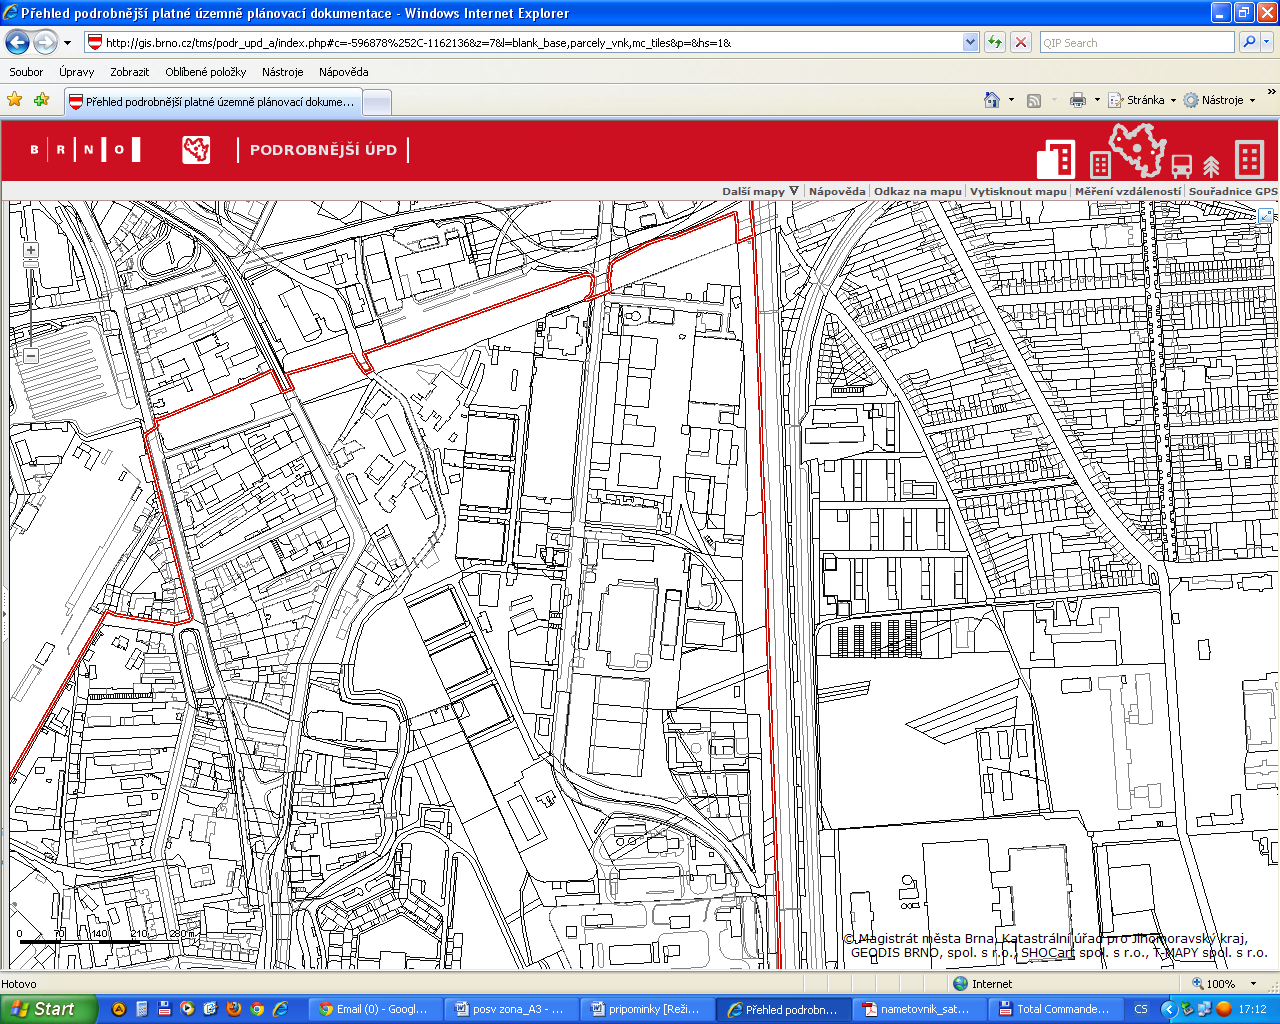 Přehled podrobnější platné územně plánovací dokumentace - Windows Internet Explorer
http://gis.brno.cz/tms/podr_upd_a/index.php#c=-596878%252C-1162136&z=7&l=blank_base,parcely_vnk,mc_tiles&p=&hs=1&
QIP Search
Soubor Úpravy Zobrazit Oblíbené položky Nástroje Nápověda
Přehled podrobnější platné územně plánovací dokume...
Stránka Nástroje
B R N O PODROBNĚJŠÍ ÚPD
Další mapy Nápověda Odkaz na mapu Vytisknout mapu Měření vzdáleností Souřadnice GPS
0 70 140 210 280 m
© Magistrát města Brna, Katastrální úřad pro Jihomoravský kraj,
GEODIS BRNO, spol. s r.o., SHOCart spol. s r.o., T-MAPY spol. s r.o.
Hotovo Internet 100%
Start Email (0) - Googl... posv zona_A3 - ... pripominky [Reži... Přehled podrobn... nametovnik_sat... Total Commande... CS 17:12